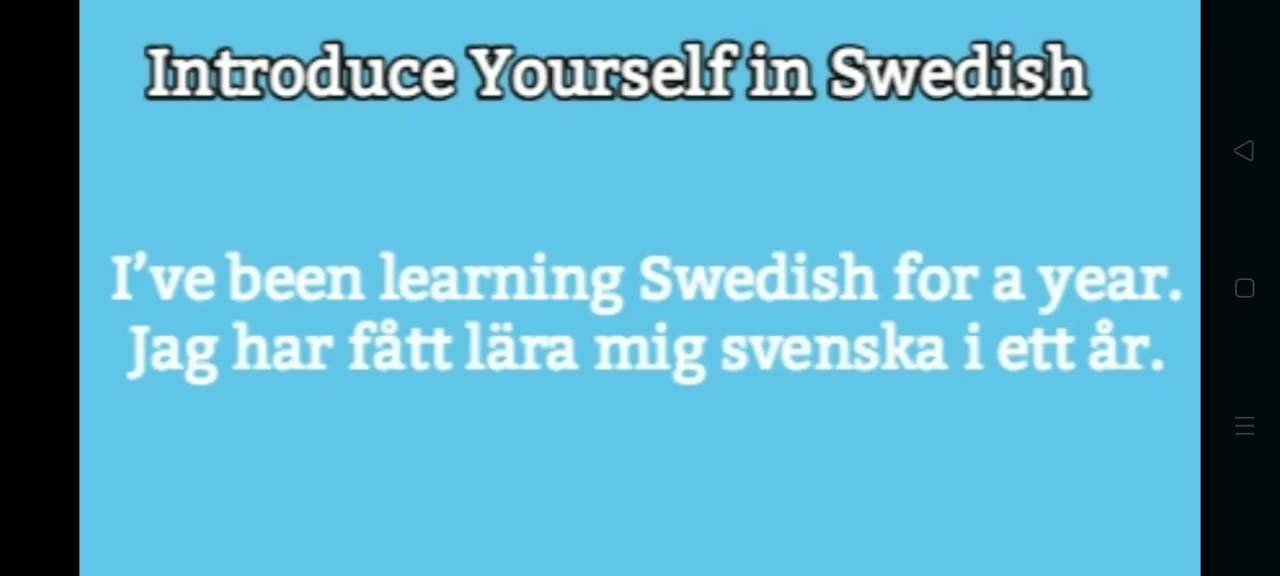 Introduce Yourself in Swedish
I've been learning Swedish for a year.
Jag har fått lära mig svenska i ett år.